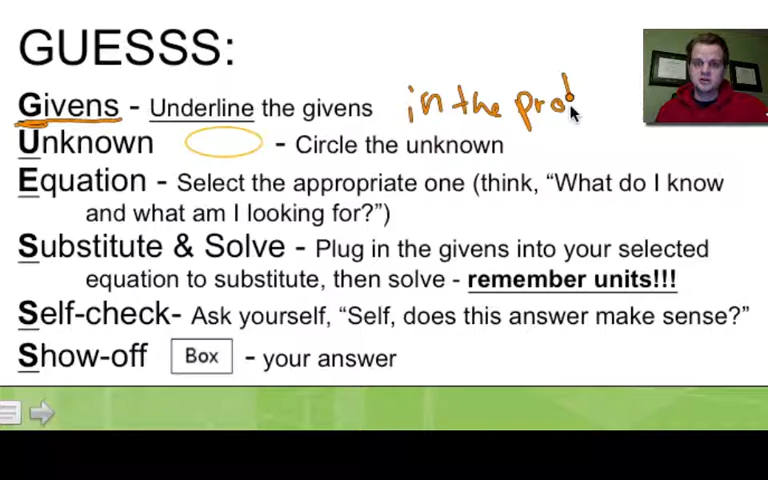 GUESSS:
Givens - Underline the givens in the pro
Unknown - Circle the unknown
Equation - Select the appropriate one (think, “What do I know
and what am I looking for?”)
Substitute & Solve - Plug in the givens into your selected
equation to substitute, then solve - remember units!!!
Self-check- Ask yourself, “Self, does this answer make sense?”
Show-off Box - your answer